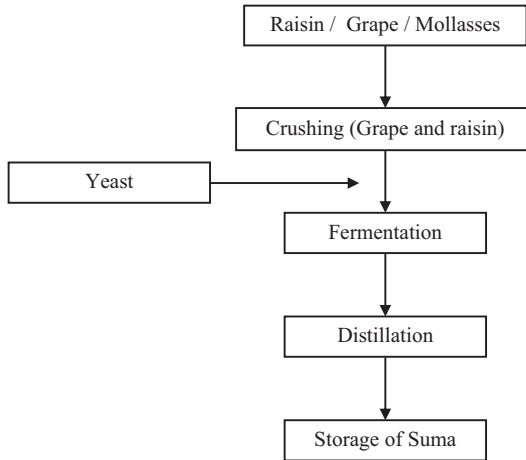 Raisin / Grape / Mollasses
Crushing (Grape and raisin)
Yeast
Fermentation
Distillation
Storage of Suma